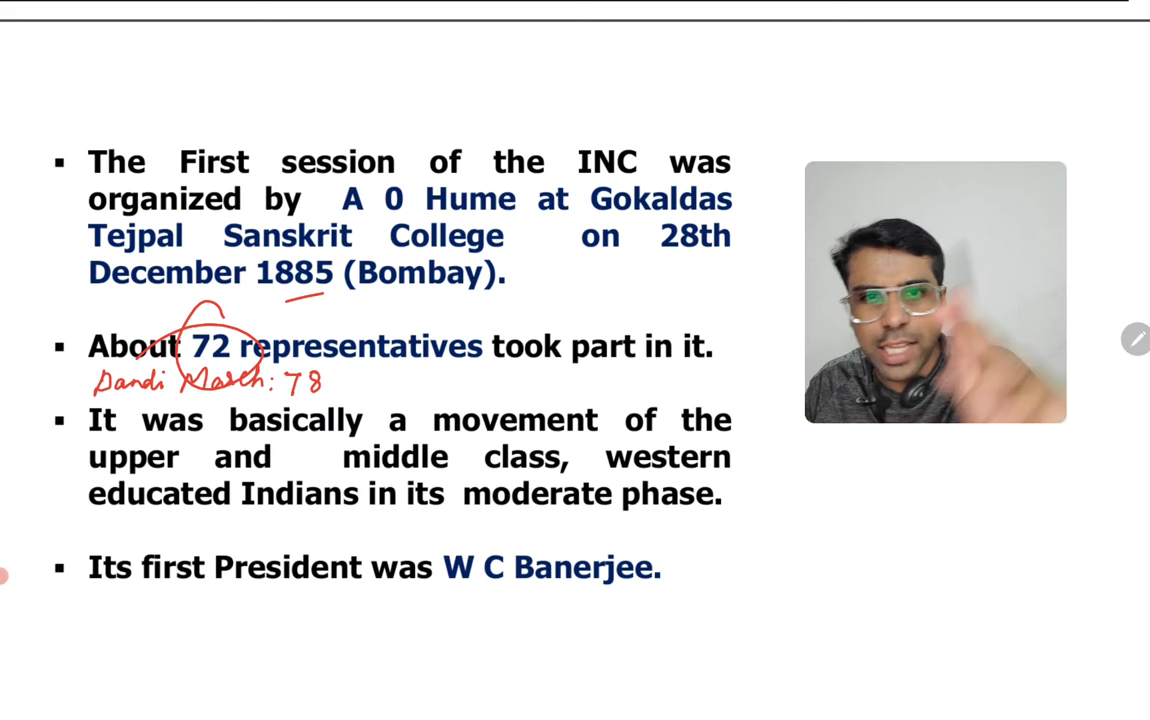 ▪ The First session of the INC was
organized by A O Hume at Gokaldas
Tejpal Sanskrit College on 28th
December 1885 (Bombay).
▪ About 72 representatives took part in it.
Dandi March: 78
▪ It was basically a movement of the
upper and middle class, western
educated Indians in its moderate phase.
▪ Its first President was W C Banerjee.